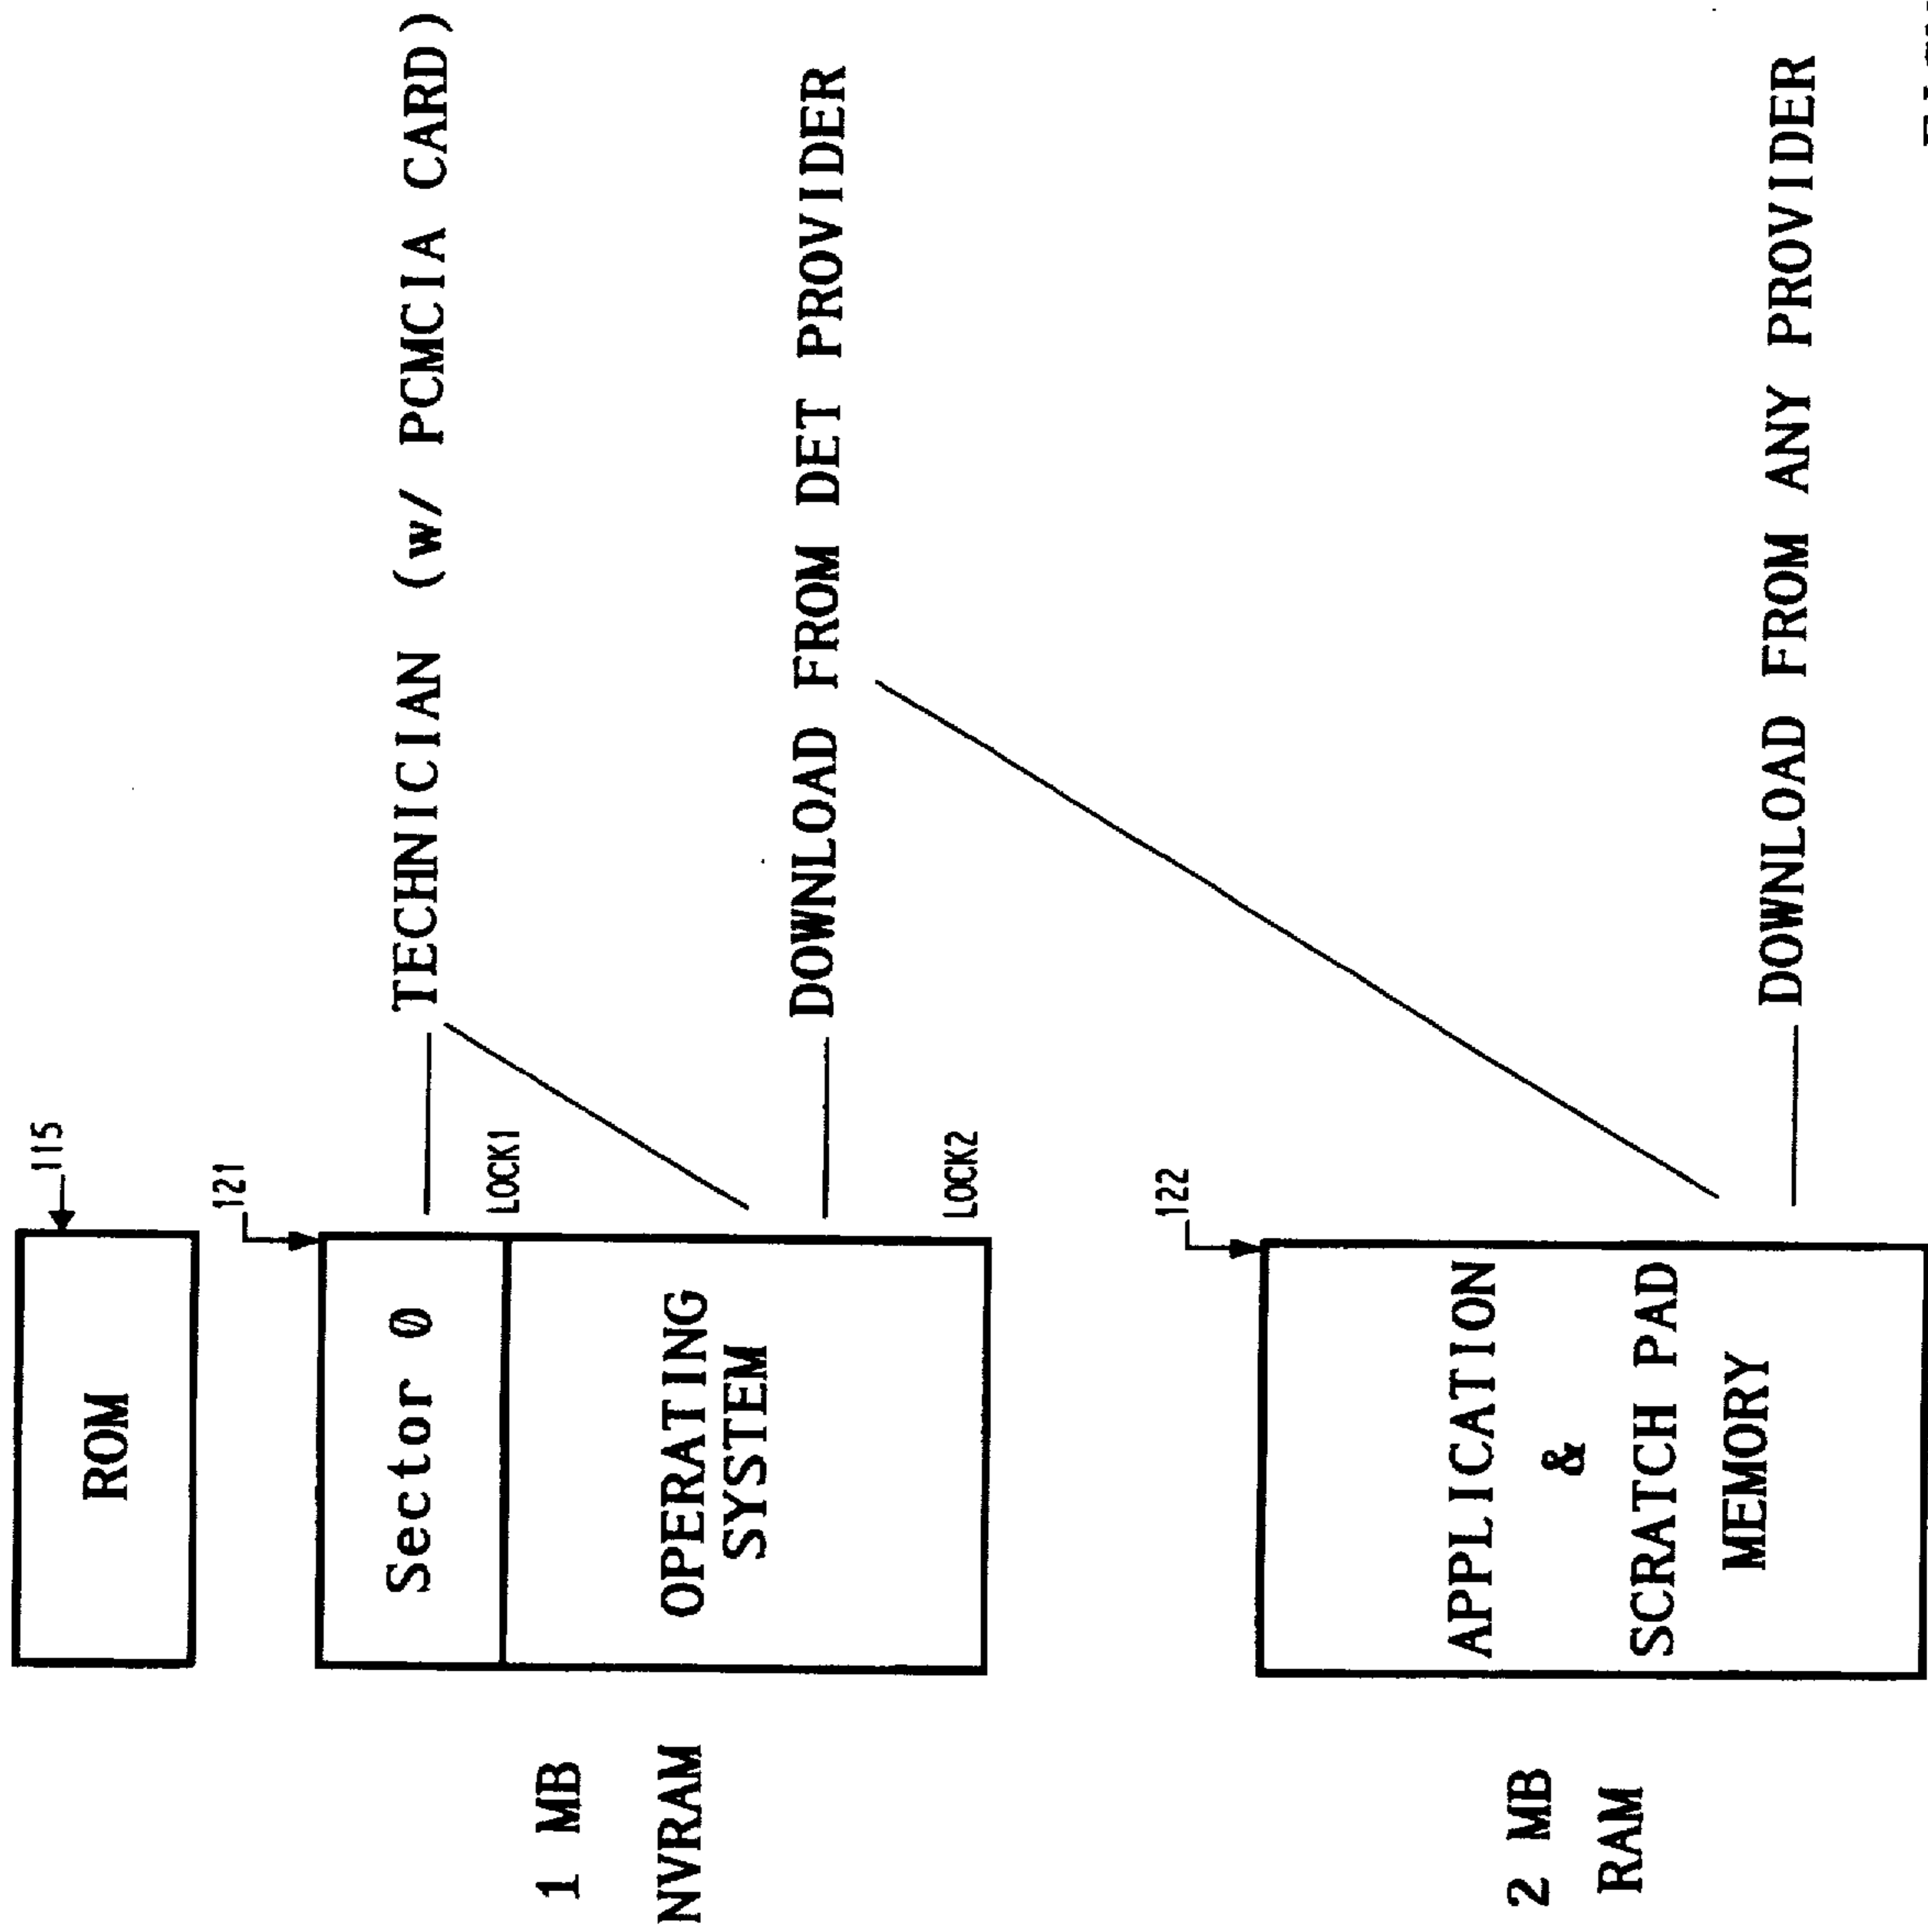 115
ROM
121
Sector 0
TECHNICIAN (w/ PCMCIA CARD)
LOCK1
1 MB
NVRAM
OPERATING
SYSTEM
DOWNLOAD FROM DET PROVIDER
LOCK2
122
APPLICATION
&
SCRATCH PAD
MEMORY
2 MB
RAM
DOWNLOAD FROM ANY PROVIDER